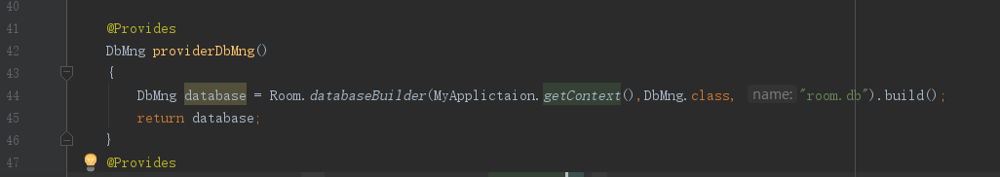 40
41 @Provides
42 DbMng providerDbMng()
43 {
44 DbMng database = Room.databaseBuilder(MyApplictaion.getContext(),DbMng.class, name: "room.db").build();
45 return database;
46 }
47 @Provides